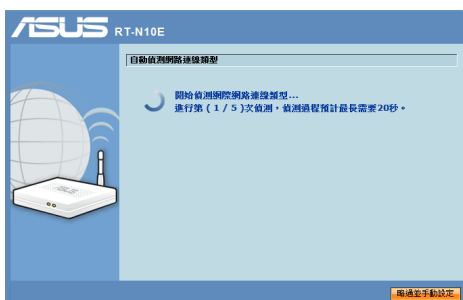 ASUS RT-N10E
自動偵測網路連線類型
開始偵測網際網路連線類型...
進行第 ( 1 / 5 )次偵測，偵測過程預計最長需要20秒。
略過並手動設定